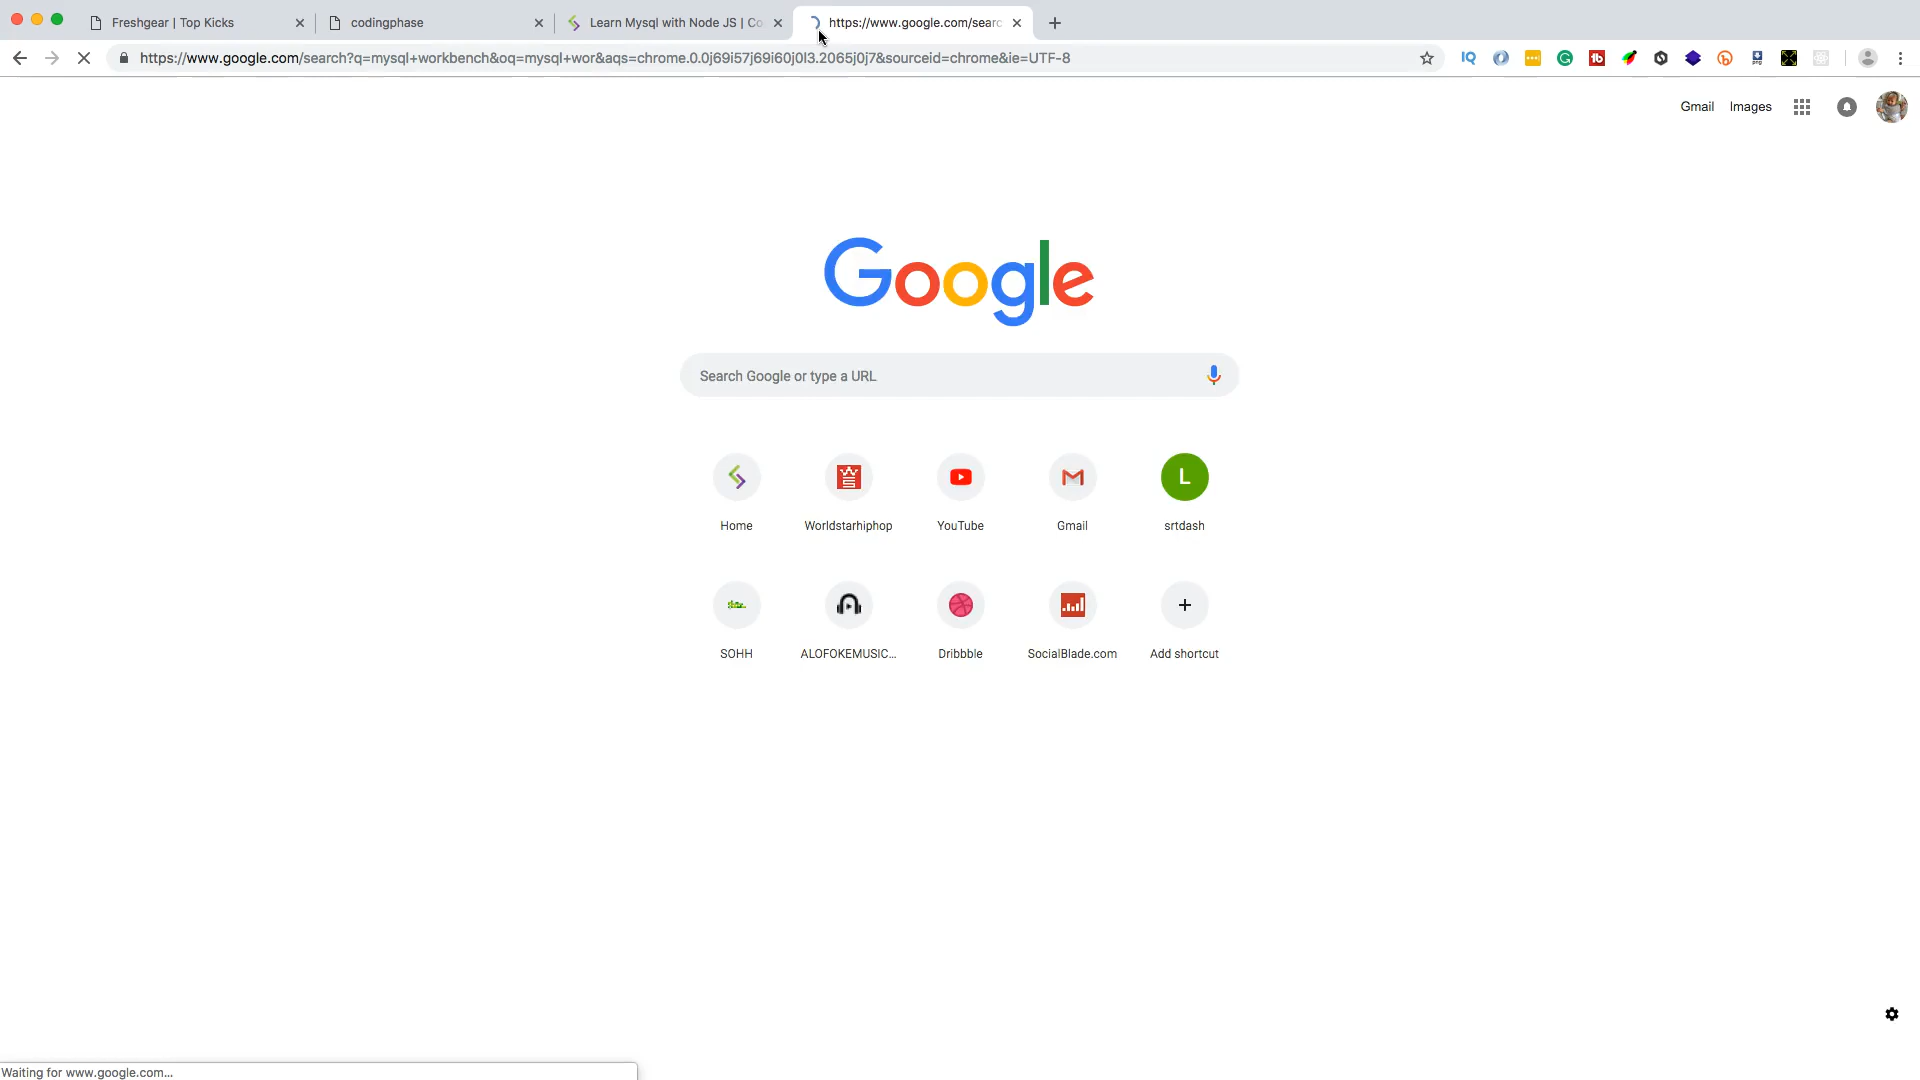 Freshgear | Top Kicks
codingphase
Learn Mysql with Node JS | Co
https://www.google.com/searc
https://www.google.com/search?q=mysql+workbench&oq=mysql+wor&aqs=chrome.0.0j69i57j69i60j0l3.2065j0j7&sourceid=chrome&ie=UTF-8
Gmail Images
Google
Search Google or type a URL
L
Home Worldstarhiphop YouTube Gmail srtdash
SOHH ALOFOKEMUSIC... Dribbble SocialBlade.com Add shortcut
Waiting for www.google.com...